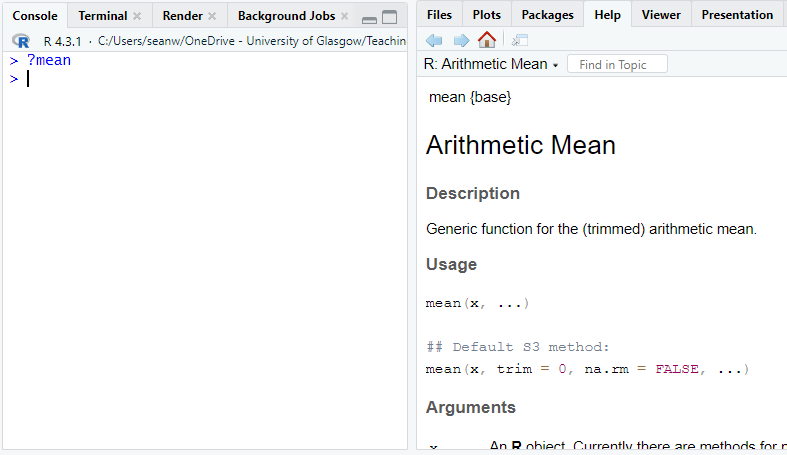 Console Terminal Render Background Jobs
R R 4.3.1 · C:/Users/seanw/OneDrive - University of Glasgow/Teachin
> ?mean
>
Files Plots Packages Help Viewer Presentation
R: Arithmetic Mean Find in Topic
mean {base}
Arithmetic Mean
Description
Generic function for the (trimmed) arithmetic mean.
Usage
mean(x, ...)
## Default S3 method:
mean(x, trim = 0, na.rm = FALSE, ...)
Arguments
x An R object. Currently there are methods for